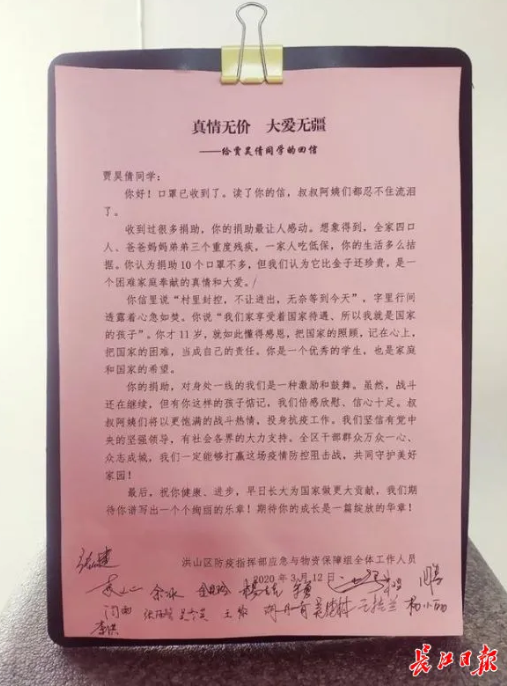 长江日报
真情无价　大爱无疆
——给贾昊倩同学的回信
贾昊倩同学：
你好！口罩已收到了。读了你的信，叔叔阿姨们都忍不住流泪
了。
收到过很多捐助，你的捐助最让人感动。想象得到，全家四口
人、爸爸妈妈弟弟三个重度残疾，一家人吃低保，你的生活多么拮
据。你认为捐助10个口罩不多，但我们认为它比金子还珍贵，是一
个困难家庭奉献的真情和大爱。/
你信里说“村里封控，不让进出，无奈等到今天”，字里行间
透露着心急如焚。你说“我们家享受着国家待遇、所以我就是国家
的孩子”。你才11岁，就如此懂得感恩，把国家的照顾，记在心上，
把国家的困难，当成自己的责任，你是一个优秀的学生，也是家庭
和国家的希望。
你的捐助，对身处一线的我们是一种激励和鼓舞。虽然，战斗
还在继续，但有你这样的孩子惦记，我们倍感欣慰、信心十足。叔
叔阿姨们将以更饱满的战斗热情，投身抗疫工作。我们坚信有党中
央的坚强领导，有社会各界的大力支持。全区干部群众万众一心、
众志成城，我们一定能够打赢这场疫情防控阻击战，共同守护美好
家园！
最后，祝你健康、进步，早日长大为国家做更大贡献，我们期
待你谱写出一个个绚丽的乐章！期待你的成长是一篇绽放的华章！
洪山区防疫指挥部应急与物资保障组全体工作人员
2020年3月12日
长江日报